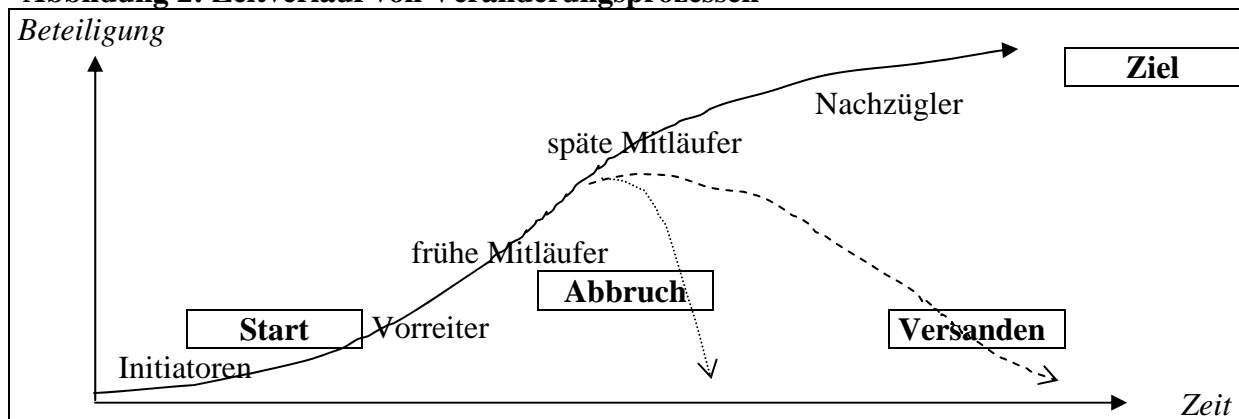 Abbildung 2: Zeitverlauf von Veränderungsprozessen
Beteiligung
Ziel
Nachzügler
späte Mitläufer
frühe Mitläufer
Abbruch
Start
Vorreiter
Versanden
Initiatoren
Zeit